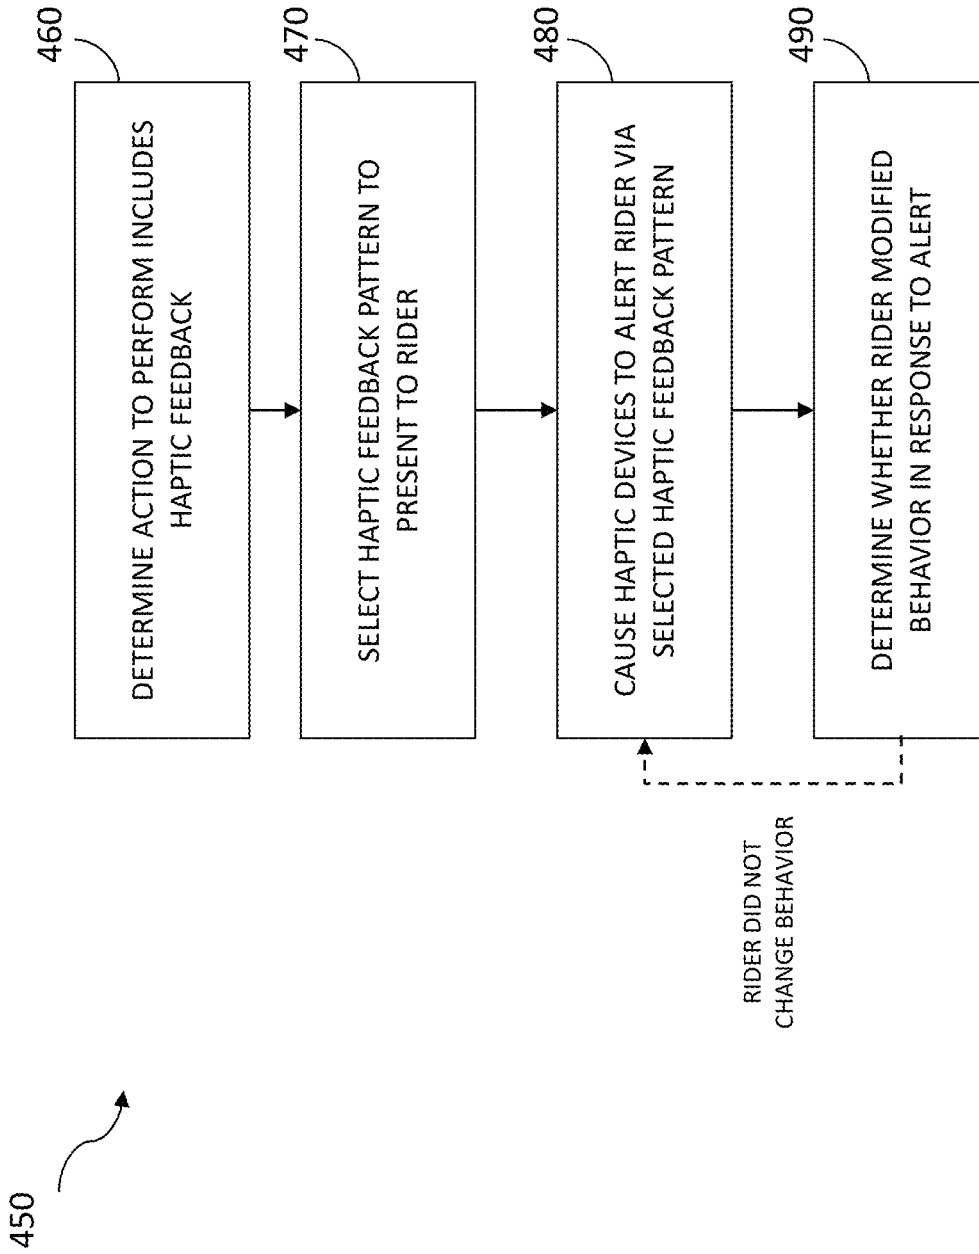 450
460
DETERMINE ACTION TO PERFORM INCLUDES
HAPTIC FEEDBACK
470
SELECT HAPTIC FEEDBACK PATTERN TO
PRESENT TO RIDER
480
CAUSE HAPTIC DEVICES TO ALERT RIDER VIA
SELECTED HAPTIC FEEDBACK PATTERN
490
DETERMINE WHETHER RIDER MODIFIED
BEHAVIOR IN RESPONSE TO ALERT
RIDER DID NOT
CHANGE BEHAVIOR